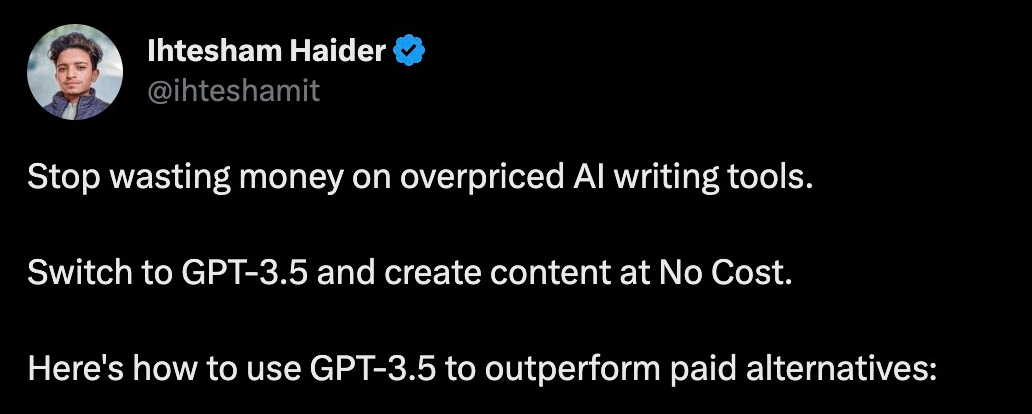 Ihtesham Haider
@ihteshamit
Stop wasting money on overpriced AI writing tools.
Switch to GPT-3.5 and create content at No Cost.
Here's how to use GPT-3.5 to outperform paid alternatives: